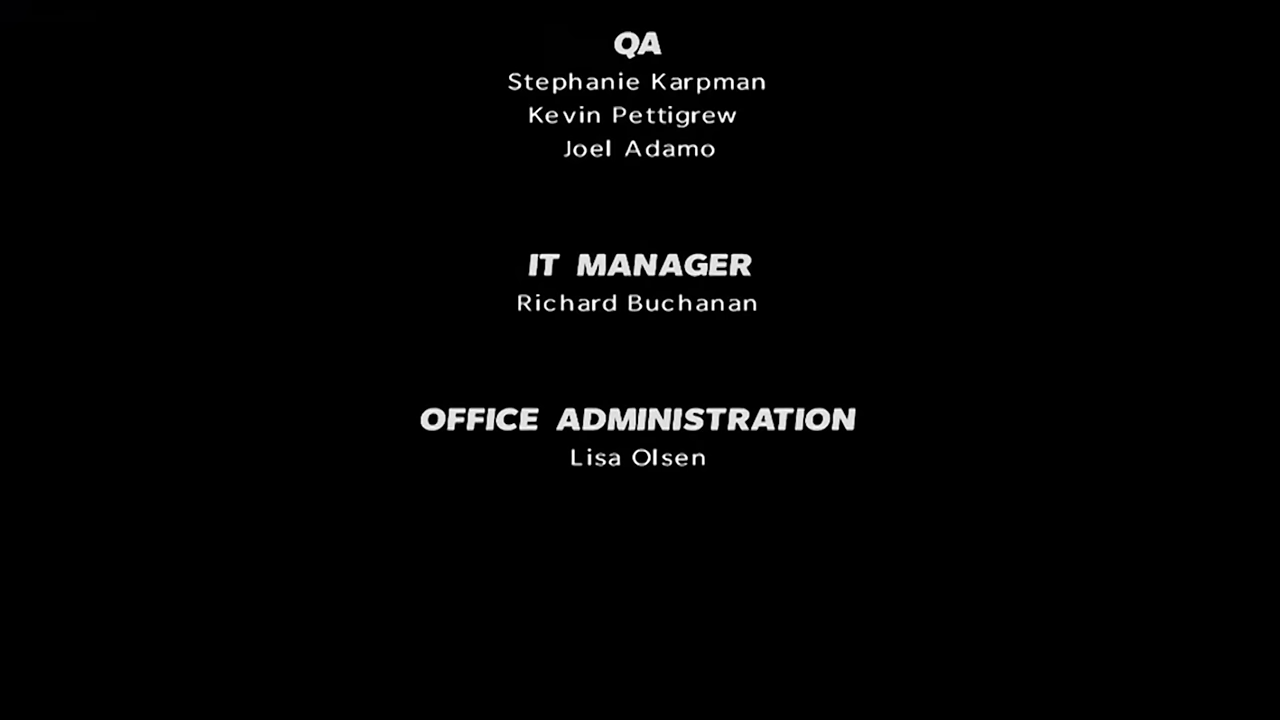 QA
Stephanie Karpman
Kevin Pettigrew
Joel Adamo
IT MANAGER
Richard Buchanan
OFFICE ADMINISTRATION
Lisa Olsen